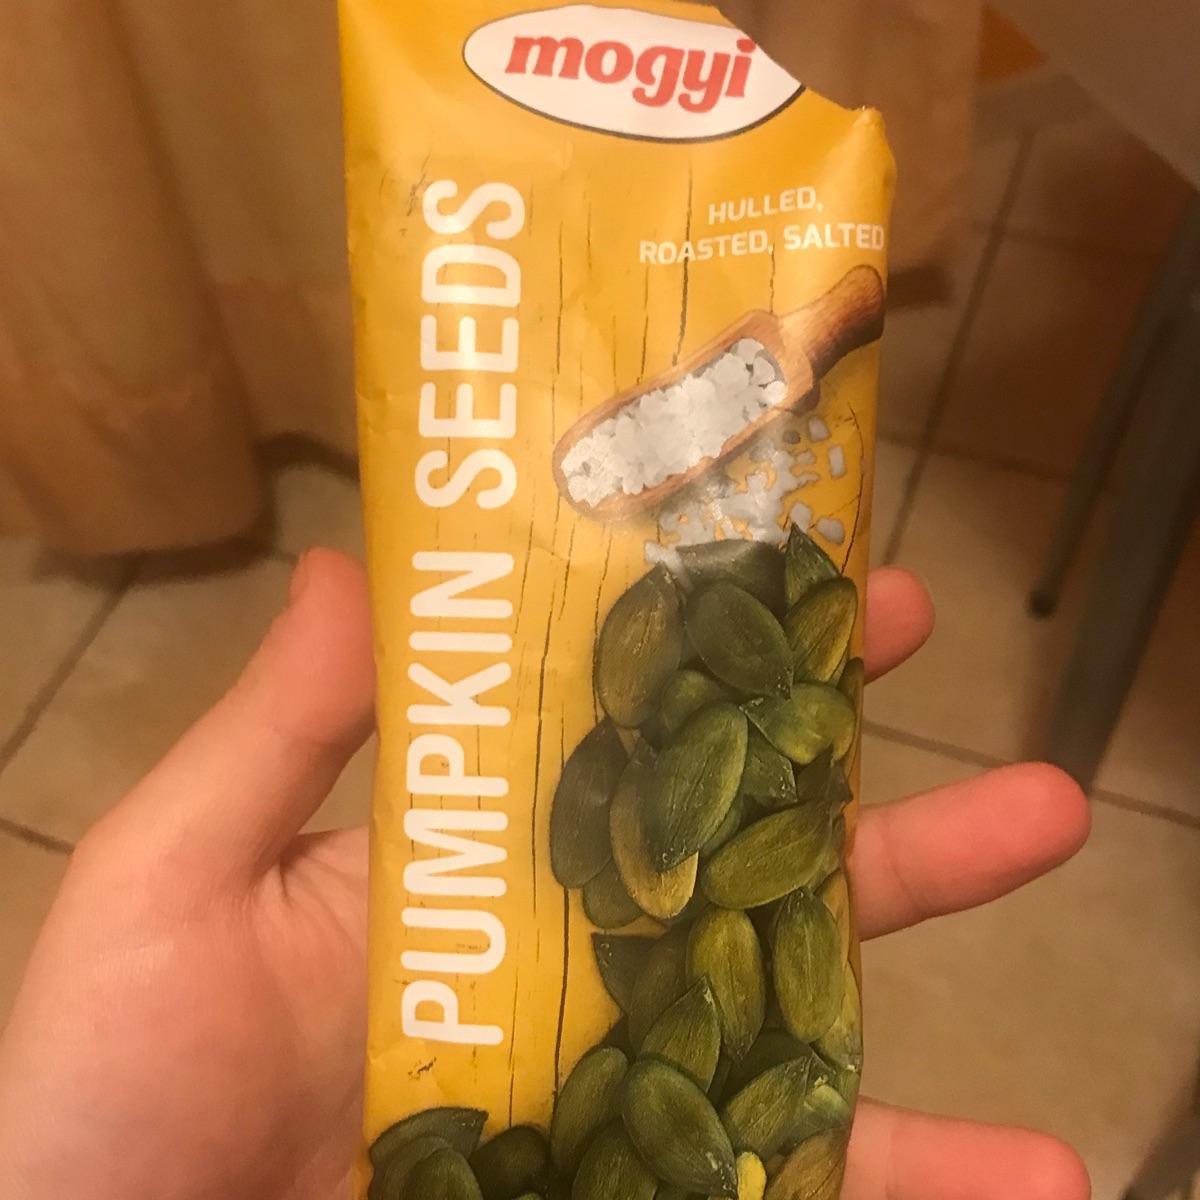 mogyi
HULLED,
ROASTED, SALTED
PUMPKIN SEEDS